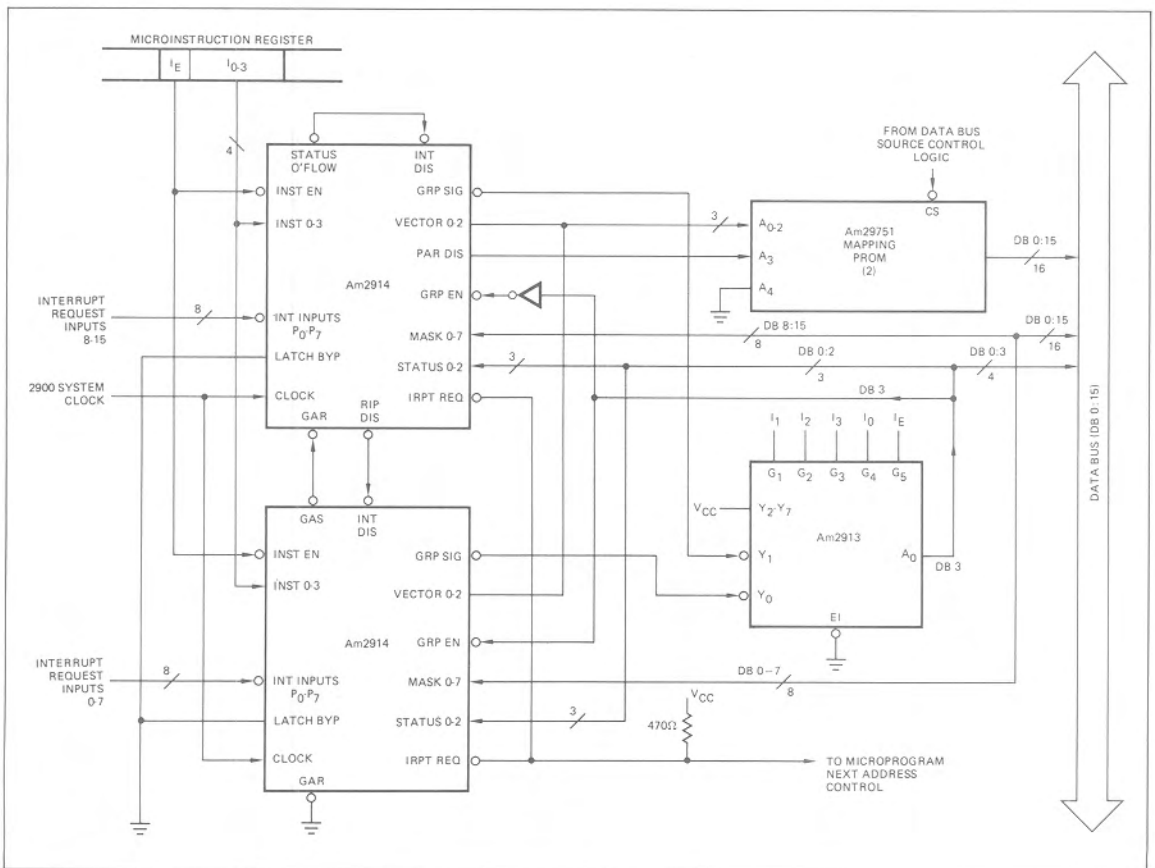 MICROINSTRUCTION REGISTER
IE
I0-3
4
STATUS
O'FLOW
INT
DIS
INST EN
GRP SIG
INST 0-3
VECTOR 0-2
PAR DIS
Am2914
GRP EN
INTERRUPT
REQUEST
INPUTS
8-15
8
INT INPUTS
P0-P7
MASK 0-7
LATCH BYP
STATUS 0-2
3
2900 SYSTEM
CLOCK
CLOCK
RIP
DIS
IRPT REQ
GAR
FROM DATA BUS
SOURCE CONTROL
LOGIC
CS
3
A0-2
Am29751
MAPPING
PROM
(2)
A3
A4
DB 0:15
16
DB 8:15
8
DB 0:15
16
DB 0:2
3
DB 0:3
4
DB 3
I1
I2
I3
I0
IE
G1
G2
G3
G4
G5
VCC
Y2-Y7
Am2913
Y1
A0
DB 3
Y0
EI
DATA BUS (DB 0:15)
GAS
INT
DIS
INST EN
GRP SIG
INST 0-3
VECTOR 0-2
Am2914
GRP EN
INTERRUPT
REQUEST
INPUTS
0-7
8
INT INPUTS
P0-P7
MASK 0-7
DB 0–7
8
LATCH BYP
STATUS 0-2
3
VCC
470Ω
CLOCK
IRPT REQ
GAR
TO MICROPROGRAM
NEXT ADDRESS
CONTROL